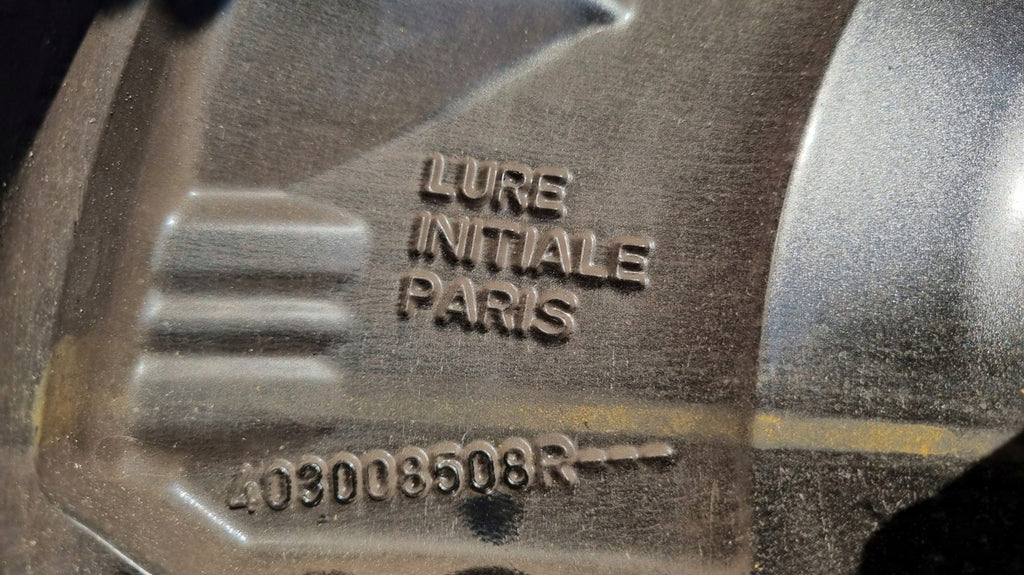 LURE
INITIALE
PARIS
403008508R---